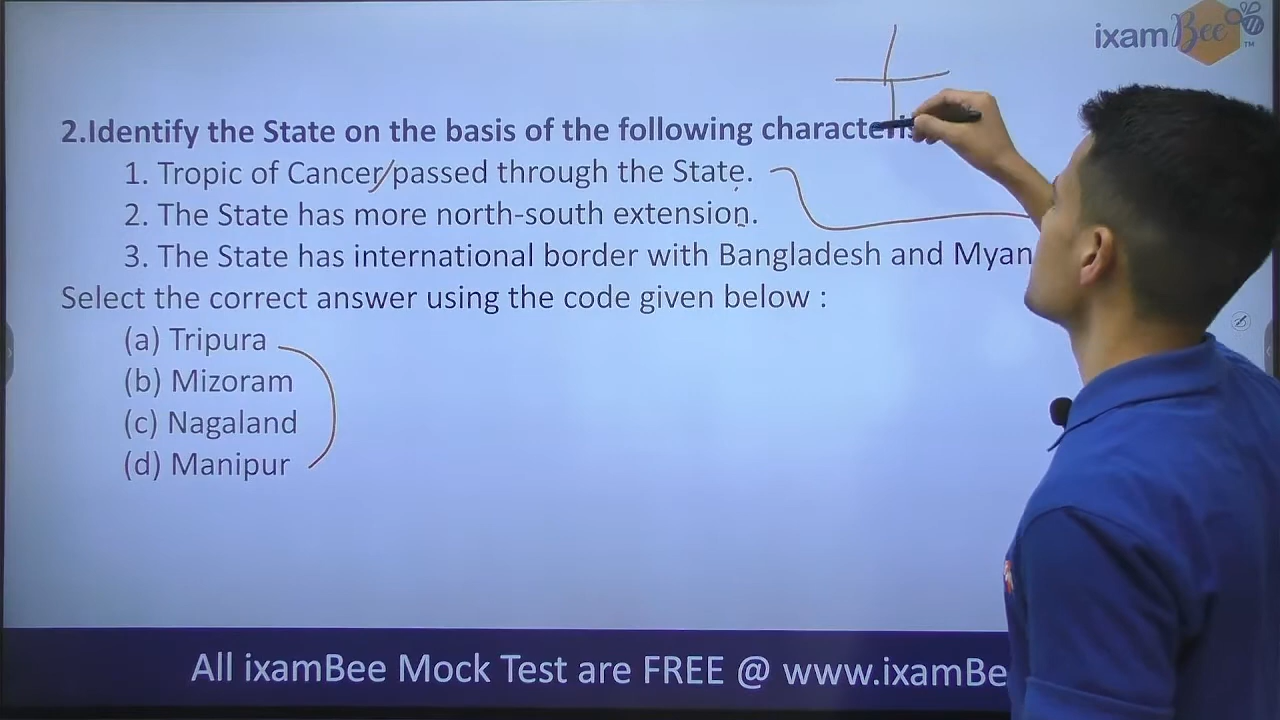 ixamBee™
2.Identify the State on the basis of the following
1. Tropic of Cancer passed through the State.
2. The State has more north-south extension.
3. The State has international border with Bangladesh and Myan
Select the correct answer using the code given below :
(a) Tripura
(b) Mizoram
(c) Nagaland
(d) Manipur
All ixamBee Mock Test are FREE @ www.ixamBe